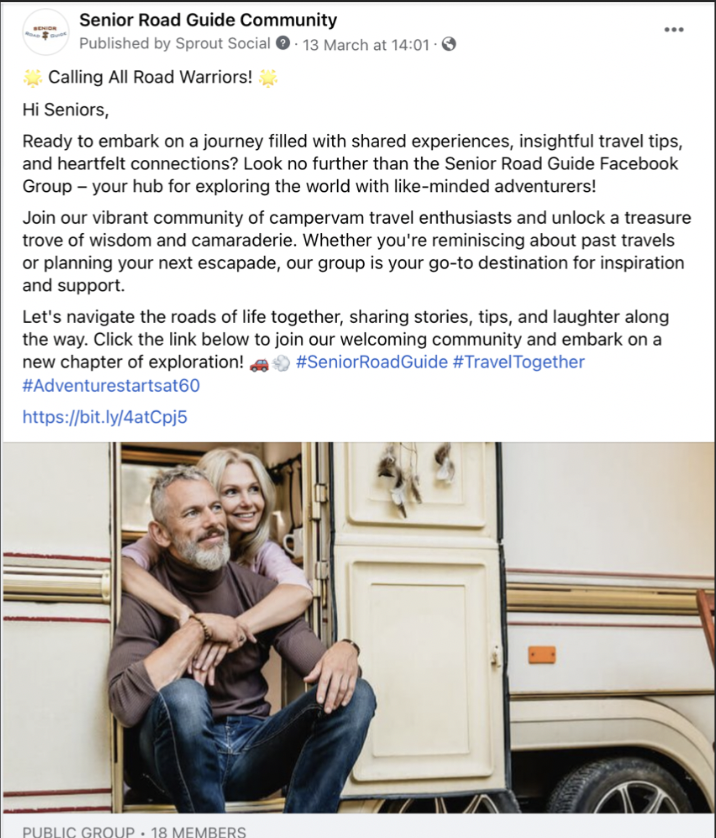 SENIOR
ROAD GUIDE
Senior Road Guide Community
Published by Sprout Social · 13 March at 14:01 ·
🌟 Calling All Road Warriors! 🌟
Hi Seniors,
Ready to embark on a journey filled with shared experiences, insightful travel tips,
and heartfelt connections? Look no further than the Senior Road Guide Facebook
Group – your hub for exploring the world with like-minded adventurers!
Join our vibrant community of campervam travel enthusiasts and unlock a treasure
trove of wisdom and camaraderie. Whether you're reminiscing about past travels
or planning your next escapade, our group is your go-to destination for inspiration
and support.
Let's navigate the roads of life together, sharing stories, tips, and laughter along
the way. Click the link below to join our welcoming community and embark on a
new chapter of exploration! 🚗💨 #SeniorRoadGuide #TravelTogether
#Adventurestartsat60
https://bit.ly/4atCpj5
PUBLIC GROUP · 18 MEMBERS